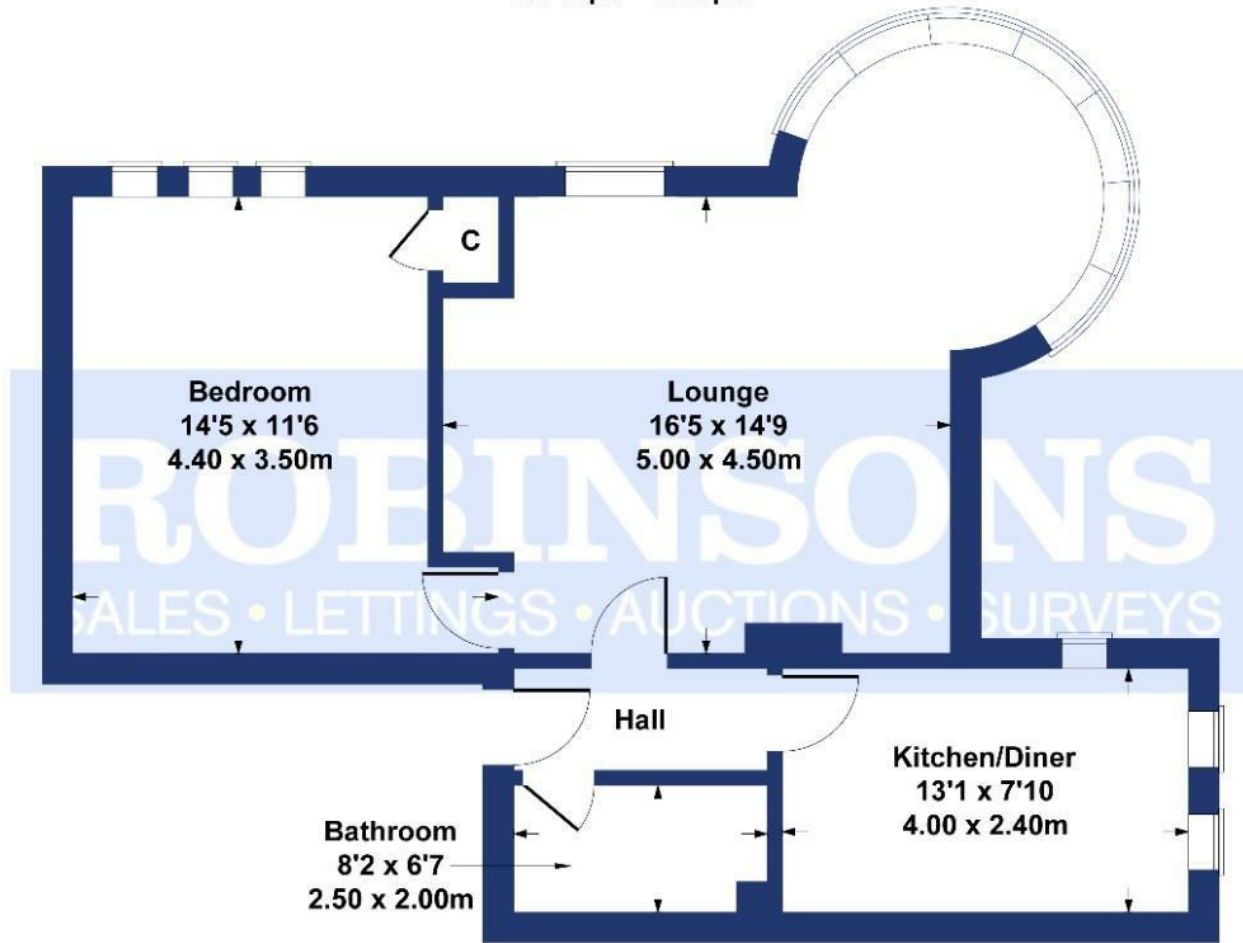 C
Bedroom
14'5 x 11'6
4.40 x 3.50m
Lounge
16'5 x 14'9
5.00 x 4.50m
ROBINSONS
SALES • LETTINGS • AUCTIONS • SURVEYS
Hall
Kitchen/Diner
13'1 x 7'10
4.00 x 2.40m
Bathroom
8'2 x 6'7
2.50 x 2.00m